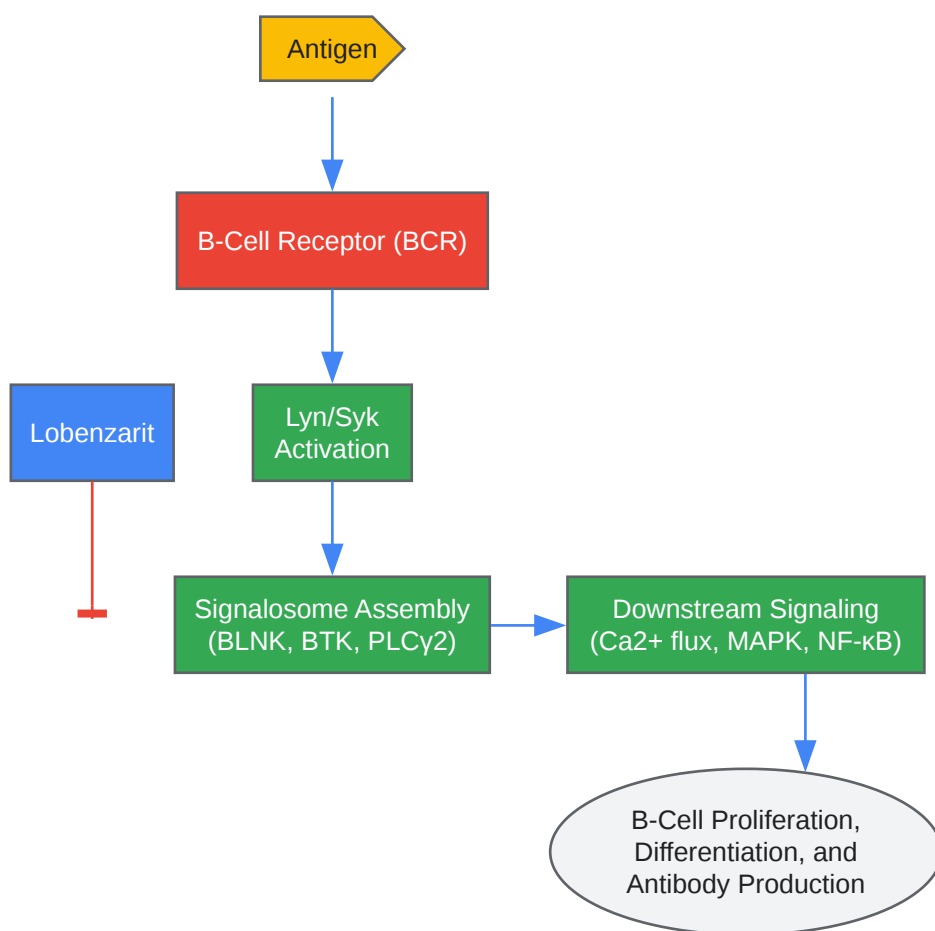 Antigen
B-Cell Receptor (BCR)
Lobenzarit
Lyn/Syk
Activation
Signalosome Assembly
(BLNK, BTK, PLCγ2)
Downstream Signaling
(Ca2+ flux, MAPK, NF-κB)
B-Cell Proliferation,
Differentiation, and
Antibody Production